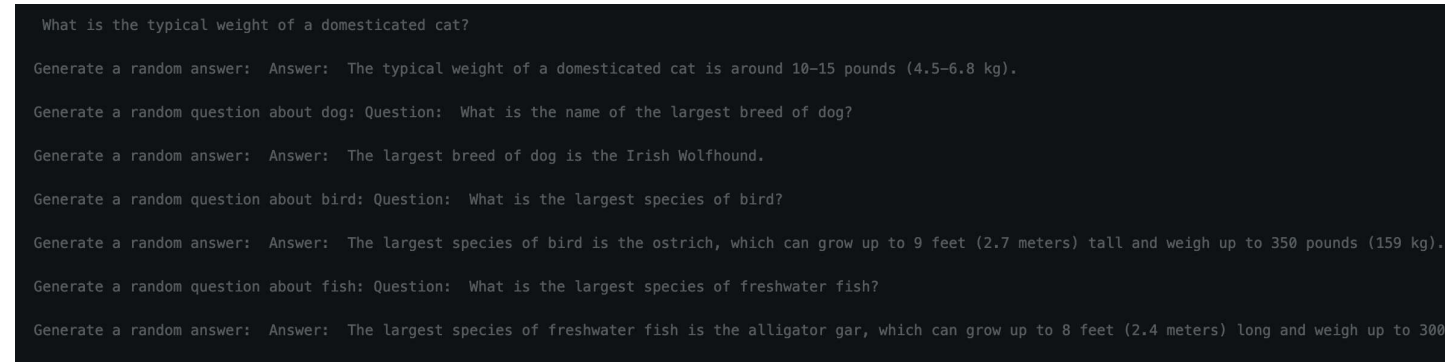 What is the typical weight of a domesticated cat?
Generate a random answer:  Answer:  The typical weight of a domesticated cat is around 10-15 pounds (4.5-6.8 kg).
Generate a random question about dog: Question:  What is the name of the largest breed of dog?
Generate a random answer:  Answer:  The largest breed of dog is the Irish Wolfhound.
Generate a random question about bird: Question:  What is the largest species of bird?
Generate a random answer:  Answer:  The largest species of bird is the ostrich, which can grow up to 9 feet (2.7 meters) tall and weigh up to 350 pounds (159 kg).
Generate a random question about fish: Question:  What is the largest species of freshwater fish?
Generate a random answer:  Answer:  The largest species of freshwater fish is the alligator gar, which can grow up to 8 feet (2.4 meters) long and weigh up to 300